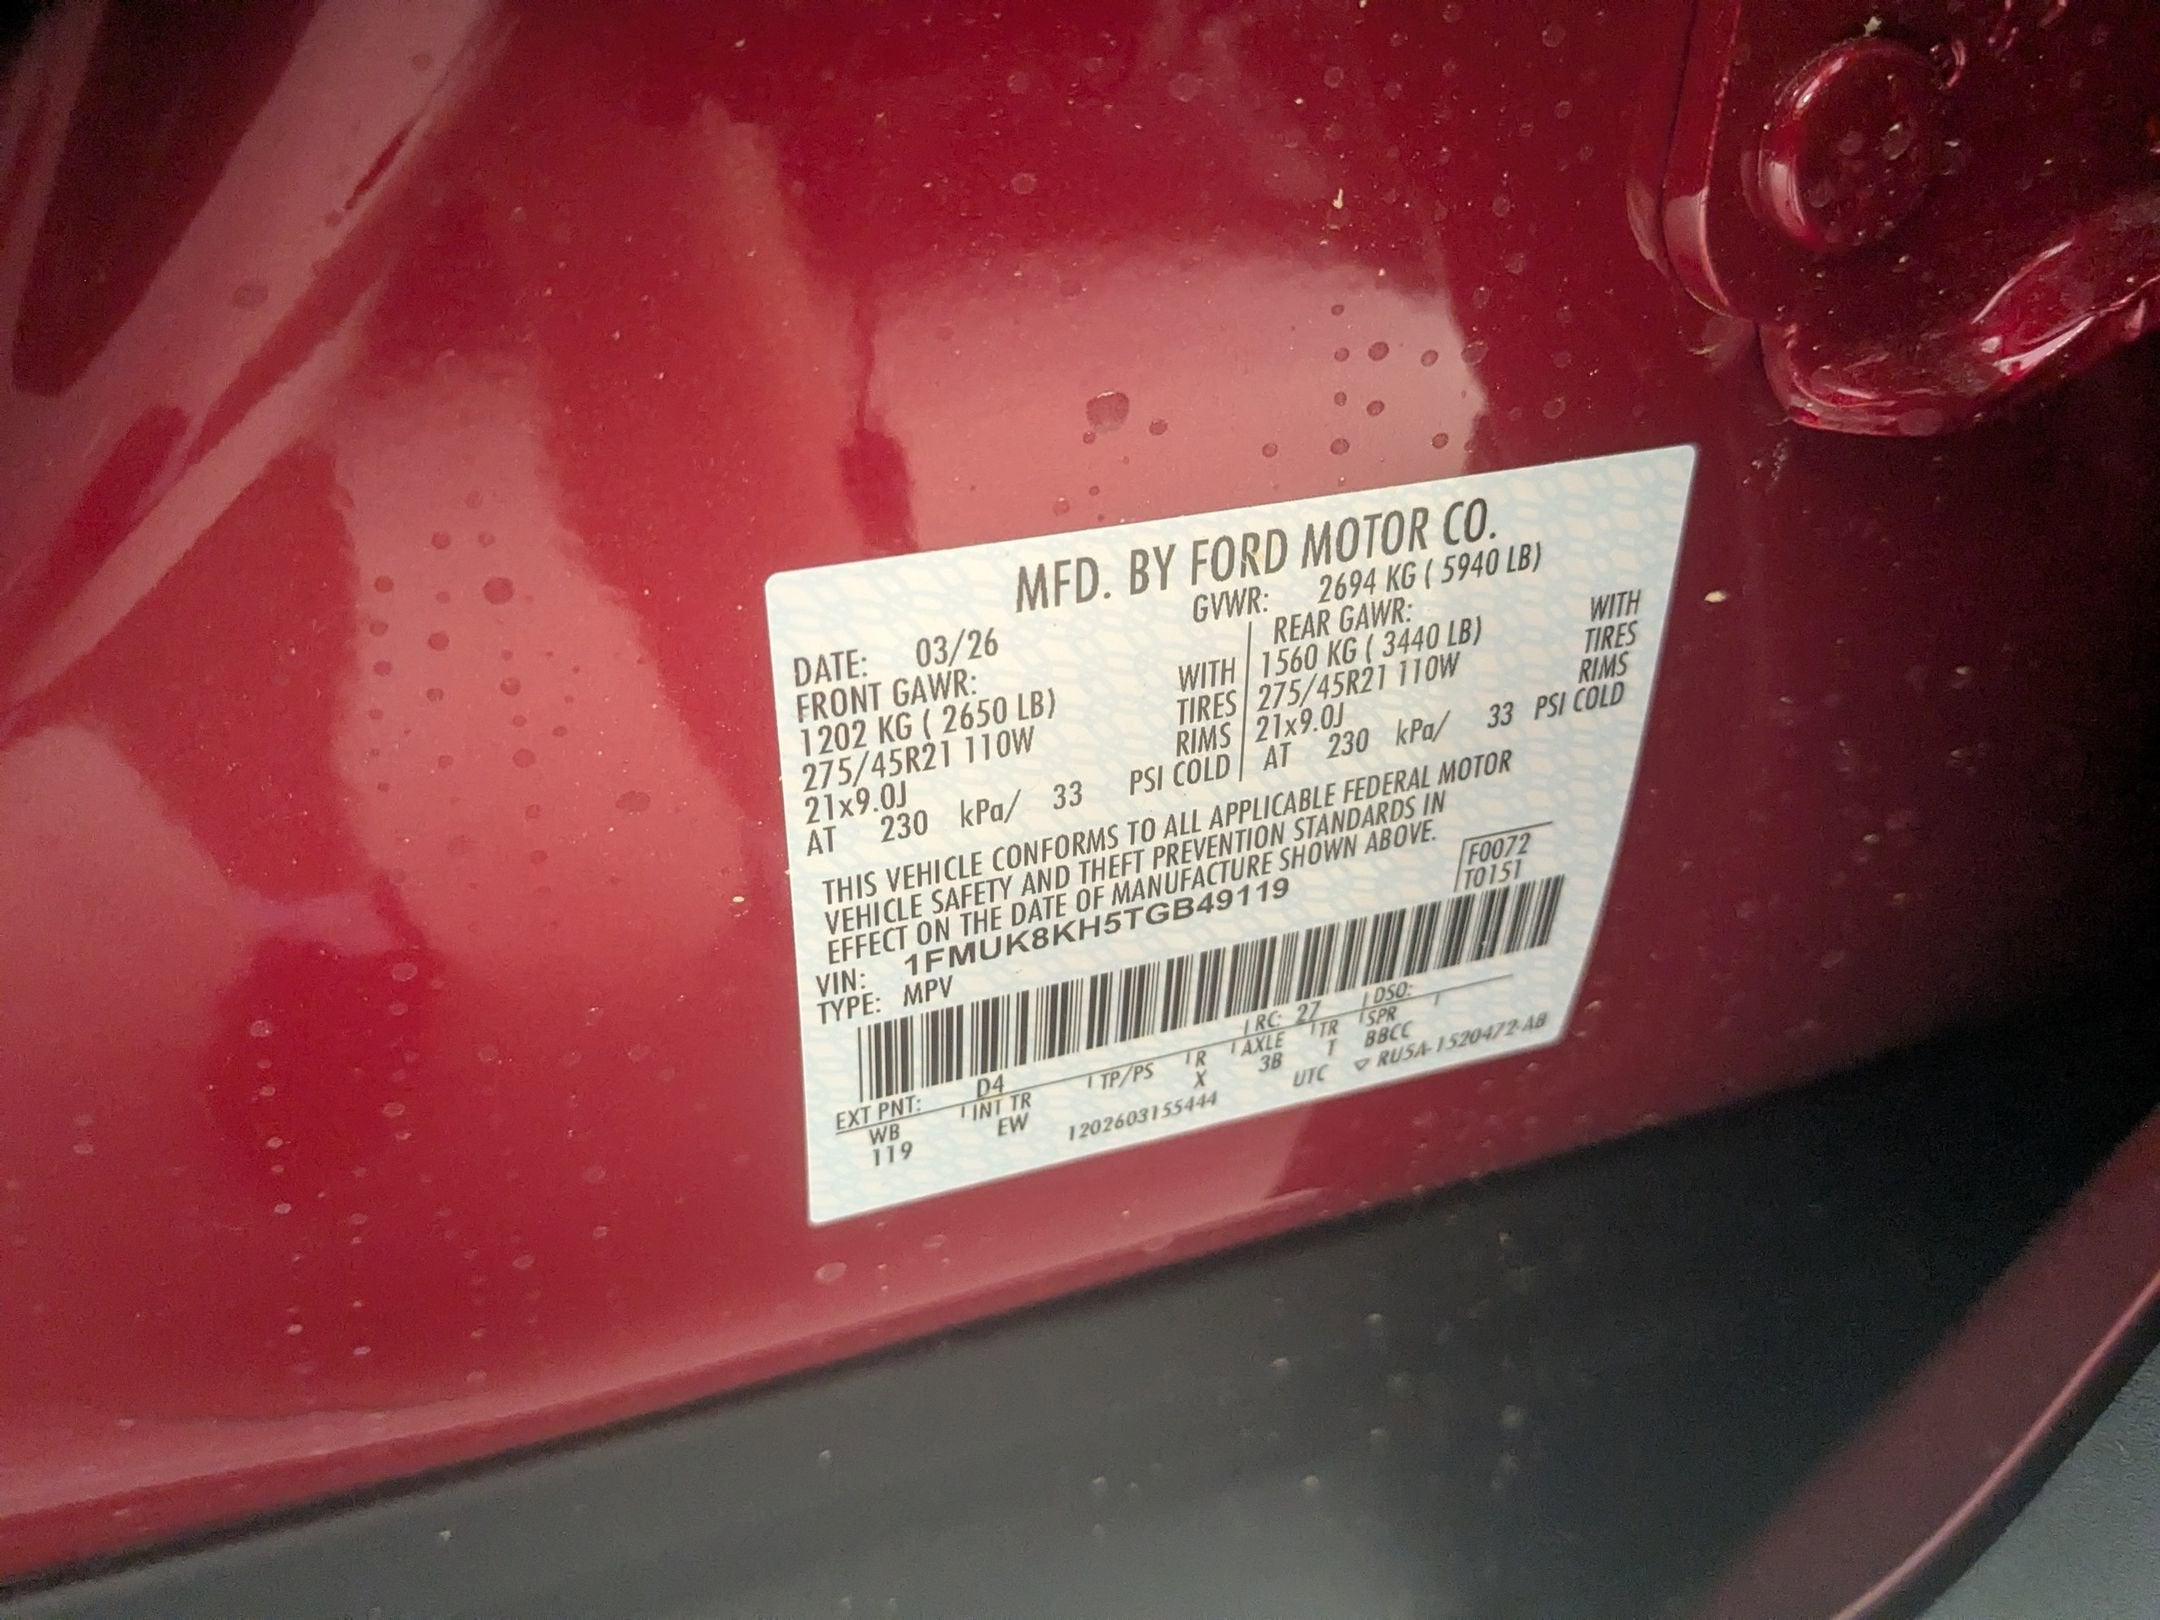 MFD. BY FORD MOTOR CO.
DATE: 03/26 GVWR: 2694 KG ( 5940 LB)
FRONT GAWR: REAR GAWR:
1202 KG ( 2650 LB) WITH 1560 KG ( 3440 LB) WITH
275/45R21 110W TIRES 275/45R21 110W TIRES
21x9.0J RIMS 21x9.0J RIMS
AT 230 kPa/ 33 PSI COLD AT 230 kPa/ 33 PSI COLD
THIS VEHICLE CONFORMS TO ALL APPLICABLE FEDERAL MOTOR
VEHICLE SAFETY AND THEFT PREVENTION STANDARDS IN
EFFECT ON THE DATE OF MANUFACTURE SHOWN ABOVE.
F0072
T0151
VIN: 1FMUK8KH5TGB49119
TYPE: MPV
EXT PNT: D4 RC: 27 DSO:
WB INT TR TP/PS R AXLE TR SPR
119 EW X 3B T BBCC
1202603155444 UTC ▽ RU5A-1520472-AB